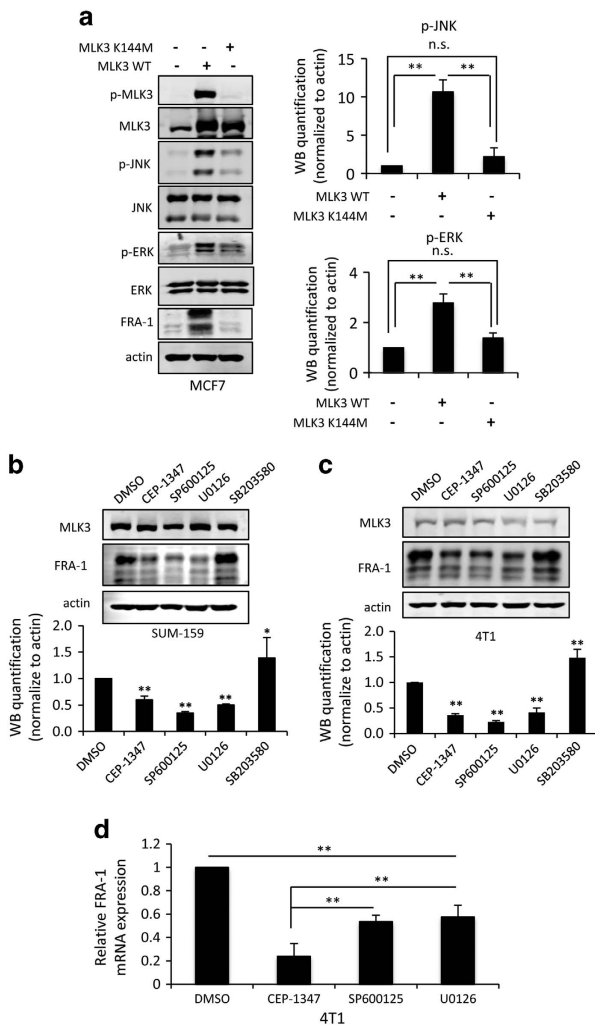 a
MLK3 K144M - - +
MLK3 WT - + -
p-MLK3
MLK3
p-JNK
JNK
p-ERK
ERK
FRA-1
actin
MCF7
p-JNK
n.s.
** **
WB quantification
(normalized to actin)
15
10
5
0
MLK3 WT - + -
MLK3 K144M - - +
p-ERK
n.s.
** **
WB quantification
(normalized to actin)
6
4
2
0
MLK3 WT - + -
MLK3 K144M - - +
b
DMSO CEP-1347 SP600125 U0126 SB203580
MLK3
FRA-1
actin
SUM-159
WB quantification
(normalize to actin)
2.0
1.5
1.0
0.5
0.0
** ** ** *
DMSO CEP-1347 SP600125 U0126 SB203580
c
DMSO CEP-1347 SP600125 U0126 SB203580
MLK3
FRA-1
actin
4T1
WB quantification
(normalize to actin)
2.0
1.5
1.0
0.5
0.0
** ** ** **
DMSO CEP-1347 SP600125 U0126 SB203580
d
Relative FRA-1
mRNA expression
1.2
1
0.8
0.6
0.4
0.2
0
**
**
**
DMSO CEP-1347 SP600125 U0126
4T1